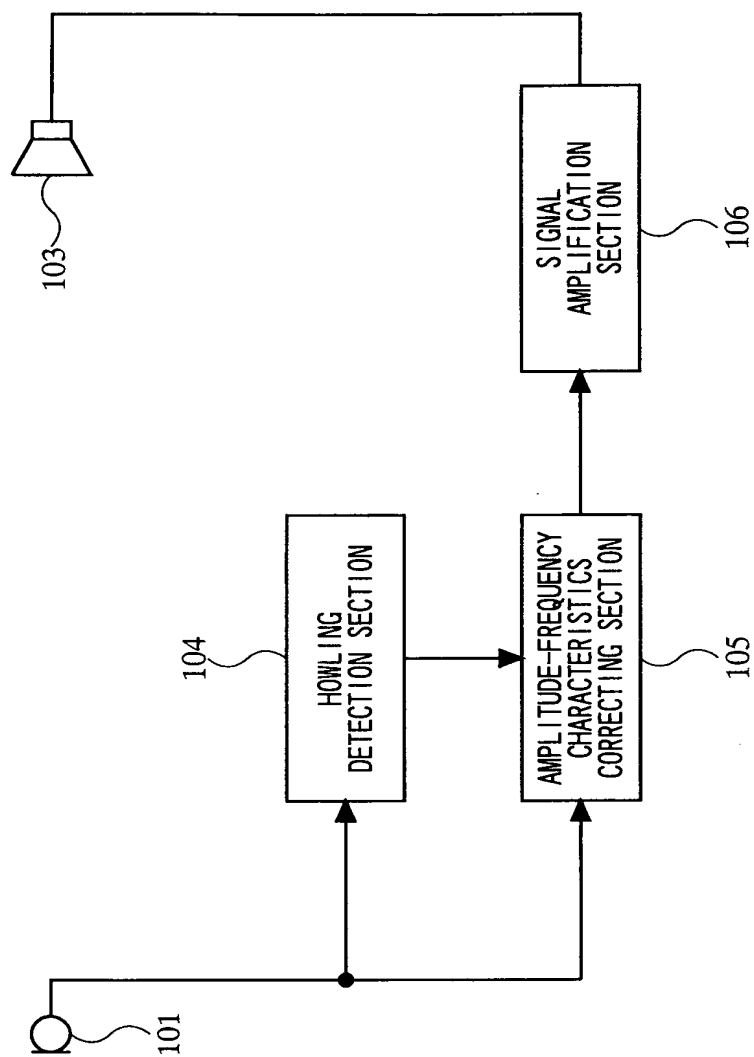 101
103
104
HOWLING
DETECTION SECTION
105
AMPLITUDE-FREQUENCY
CHARACTERISTICS
CORRECTING SECTION
106
SIGNAL
AMPLIFICATION
SECTION